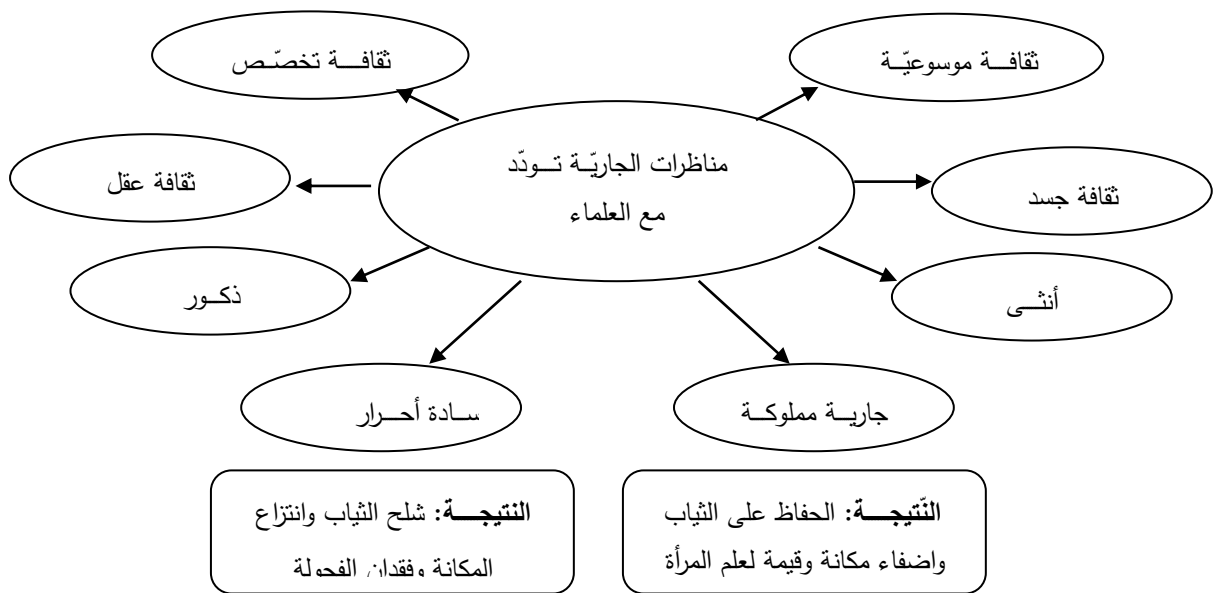 ثقافة موسوعيّة
ثقافة تخصّص
مناظرات الجاريّة تودّد
مع العلماء
ثقافة جسد
ثقافة عقل
أنثى
ذكور
جارية مملوكة
سادة أحرار
النّتيجة: الحفاظ على الثياب
واضفاء مكانة وقيمة لعلم المرأة
النتيجة: شلح الثياب وانتزاع
المكانة وفقدان الفحولة